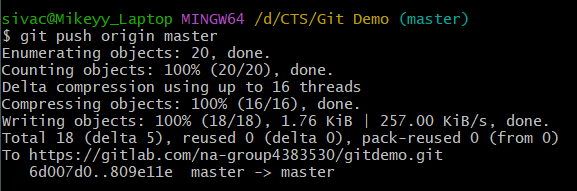 sivac@Mikeyy_Laptop MINGW64 /d/CTS/Git Demo (master)
$ git push origin master
Enumerating objects: 20, done.
Counting objects: 100% (20/20), done.
Delta compression using up to 16 threads
Compressing objects: 100% (16/16), done.
Writing objects: 100% (18/18), 1.76 KiB | 257.00 KiB/s, done.
Total 18 (delta 5), reused 0 (delta 0), pack-reused 0 (from 0)
To https://gitlab.com/na-group4383530/gitdemo.git
   6d007d0..809e11e  master -> master